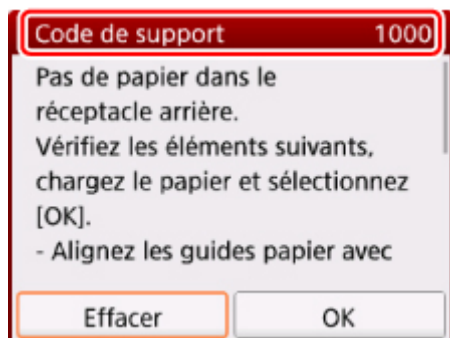 Code de support 1000
Pas de papier dans le
réceptacle arrière.
Vérifiez les éléments suivants,
chargez le papier et sélectionnez
[OK].
- Alignez les guides papier avec
Effacer OK